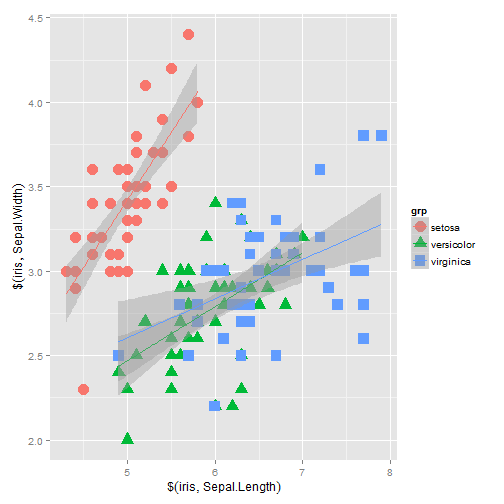 4.5
4.0
3.5
3.0
2.5
2.0
$(iris, Sepal.Width)
5
6
7
8
$(iris, Sepal.Length)
grp
setosa
versicolor
virginica